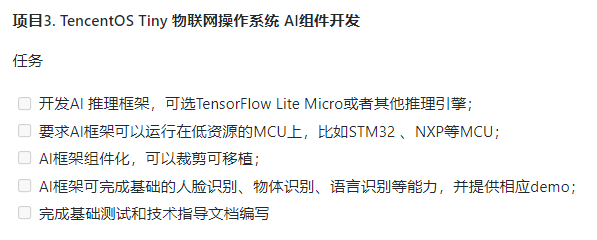 项目3. TencentOS Tiny 物联网操作系统 AI组件开发
任务
开发AI 推理框架，可选TensorFlow Lite Micro或者其他推理引擎；
要求AI框架可以运行在低资源的MCU上，比如STM32 、NXP等MCU；
AI框架组件化，可以裁剪可移植；
AI框架可完成基础的人脸识别、物体识别、语言识别等能力，并提供相应demo；
完成基础测试和技术指导文档编写